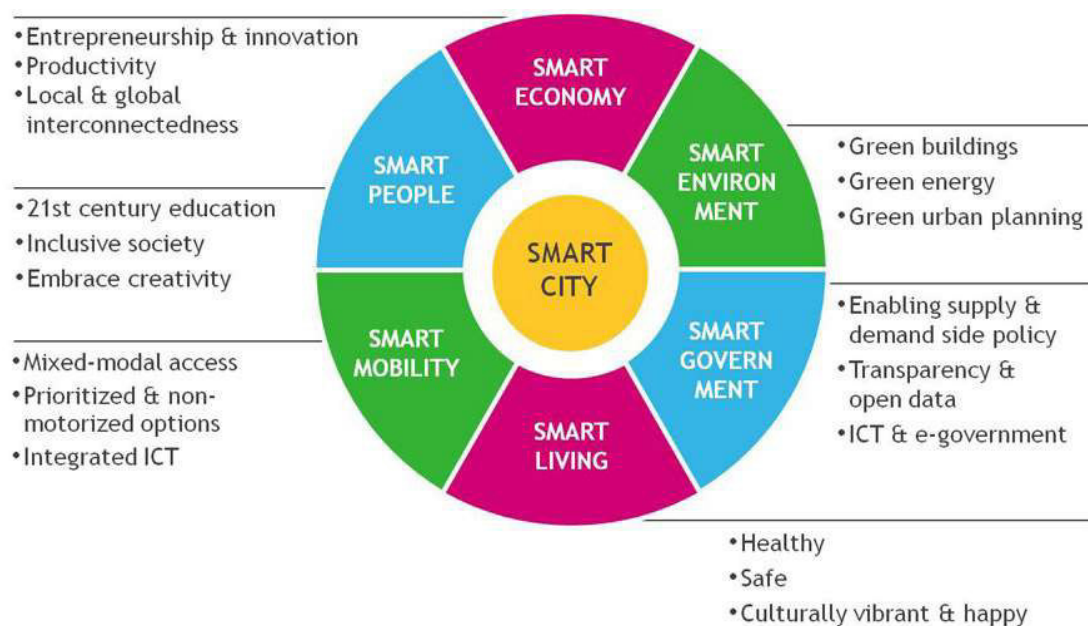 • Entrepreneurship & innovation
• Productivity
• Local & global
interconnectedness
• 21st century education
• Inclusive society
• Embrace creativity
• Mixed-modal access
• Prioritized & non-
motorized options
• Integrated ICT
SMART
ECONOMY
SMART
PEOPLE
SMART
ENVIRON
MENT
SMART
CITY
SMART
MOBILITY
SMART
GOVERN
MENT
SMART
LIVING
• Green buildings
• Green energy
• Green urban planning
• Enabling supply &
demand side policy
• Transparency &
open data
• ICT & e-government
• Healthy
• Safe
• Culturally vibrant & happy